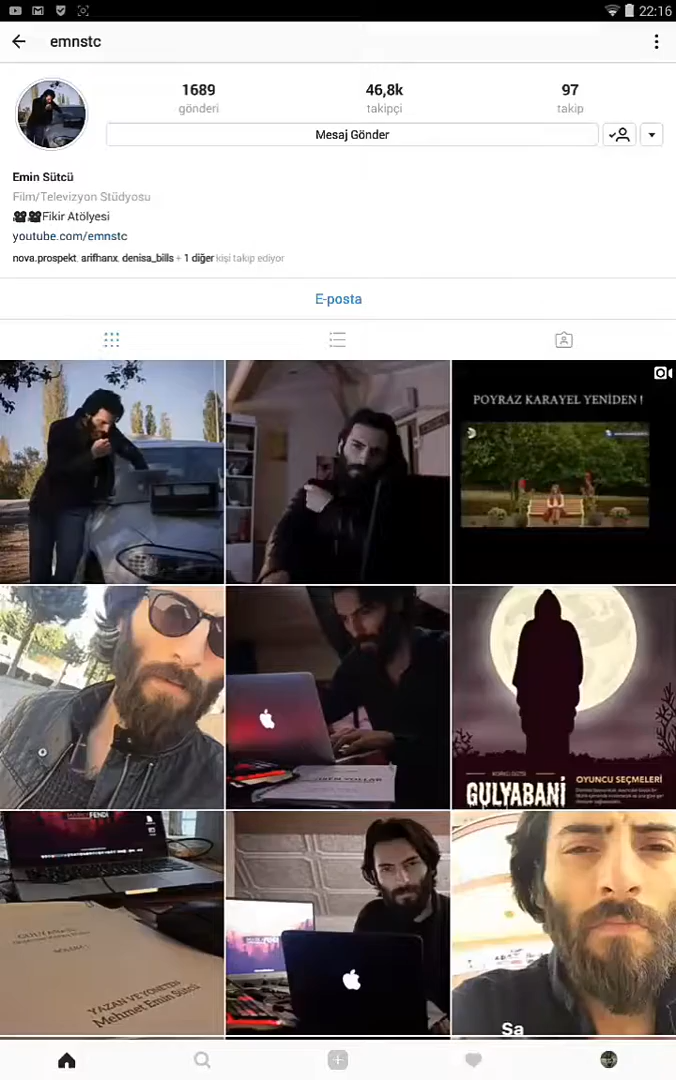 22:16
emnstc
1689
46,8k
97
gönderi
takipçi
takip
Mesaj Gönder
Emin Sütcü
Film/Televizyon Stüdyosu
Fikir Atölyesi
youtube.com/emnstc
nova.prospekt, arifhanx, denisa_bills + 1 diğer kişi takip ediyor
E-posta
POYRAZ KARAYEL YENİDEN !
OYUNCU SEÇMELERİ
GULYABANİ
FENDİ
YAZAN VE YÖNETEN
Mehmet Emin Sütcü
Sa